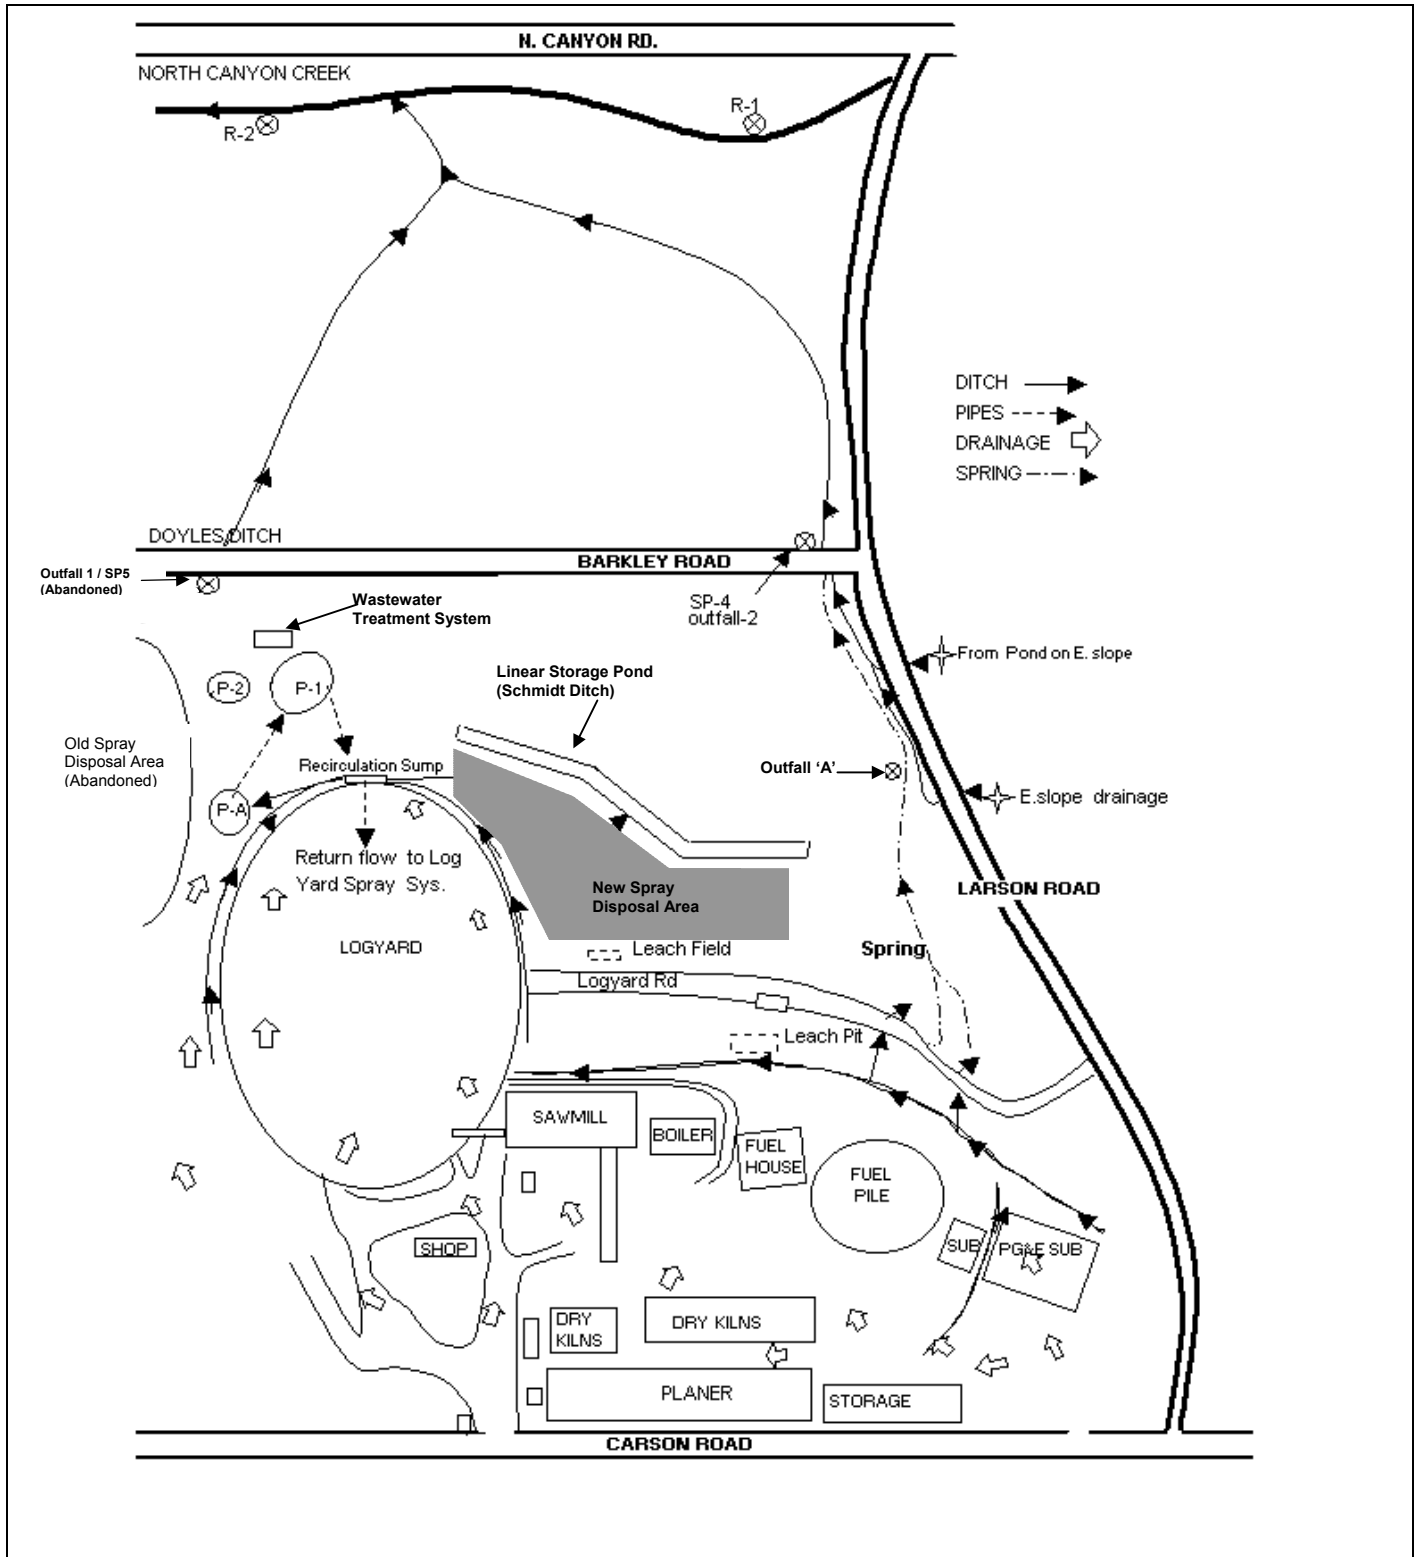 N. CANYON RD.
NORTH CANYON CREEK
R-1
R-2
DITCH
PIPES
DRAINAGE
SPRING
DOYLES DITCH
BARKLEY ROAD
Outfall 1 / SP5
(Abandoned)
SP-4
outfall-2
Wastewater
Treatment System
From Pond on E. slope
Linear Storage Pond
(Schmidt Ditch)
P-2
P-1
Old Spray
Disposal Area
(Abandoned)
Recirculation Sump
Outfall ‘A’
E.slope drainage
P-A
Return flow to Log
Yard Spray Sys.
New Spray
Disposal Area
LARSON ROAD
LOGYARD
Leach Field
Spring
Logyard Rd
Leach Pit
SAWMILL
BOILER
FUEL
HOUSE
FUEL
PILE
SHOP
SUB
PG&E SUB
DRY
KILNS
DRY KILNS
PLANER
STORAGE
CARSON ROAD